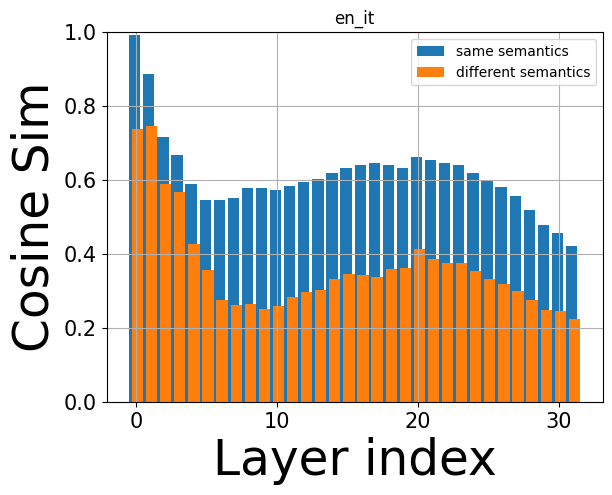 en_it
same semantics
different semantics
Cosine Sim
1.0
0.8
0.6
0.4
0.2
0.0
0 10 20 30
Layer index